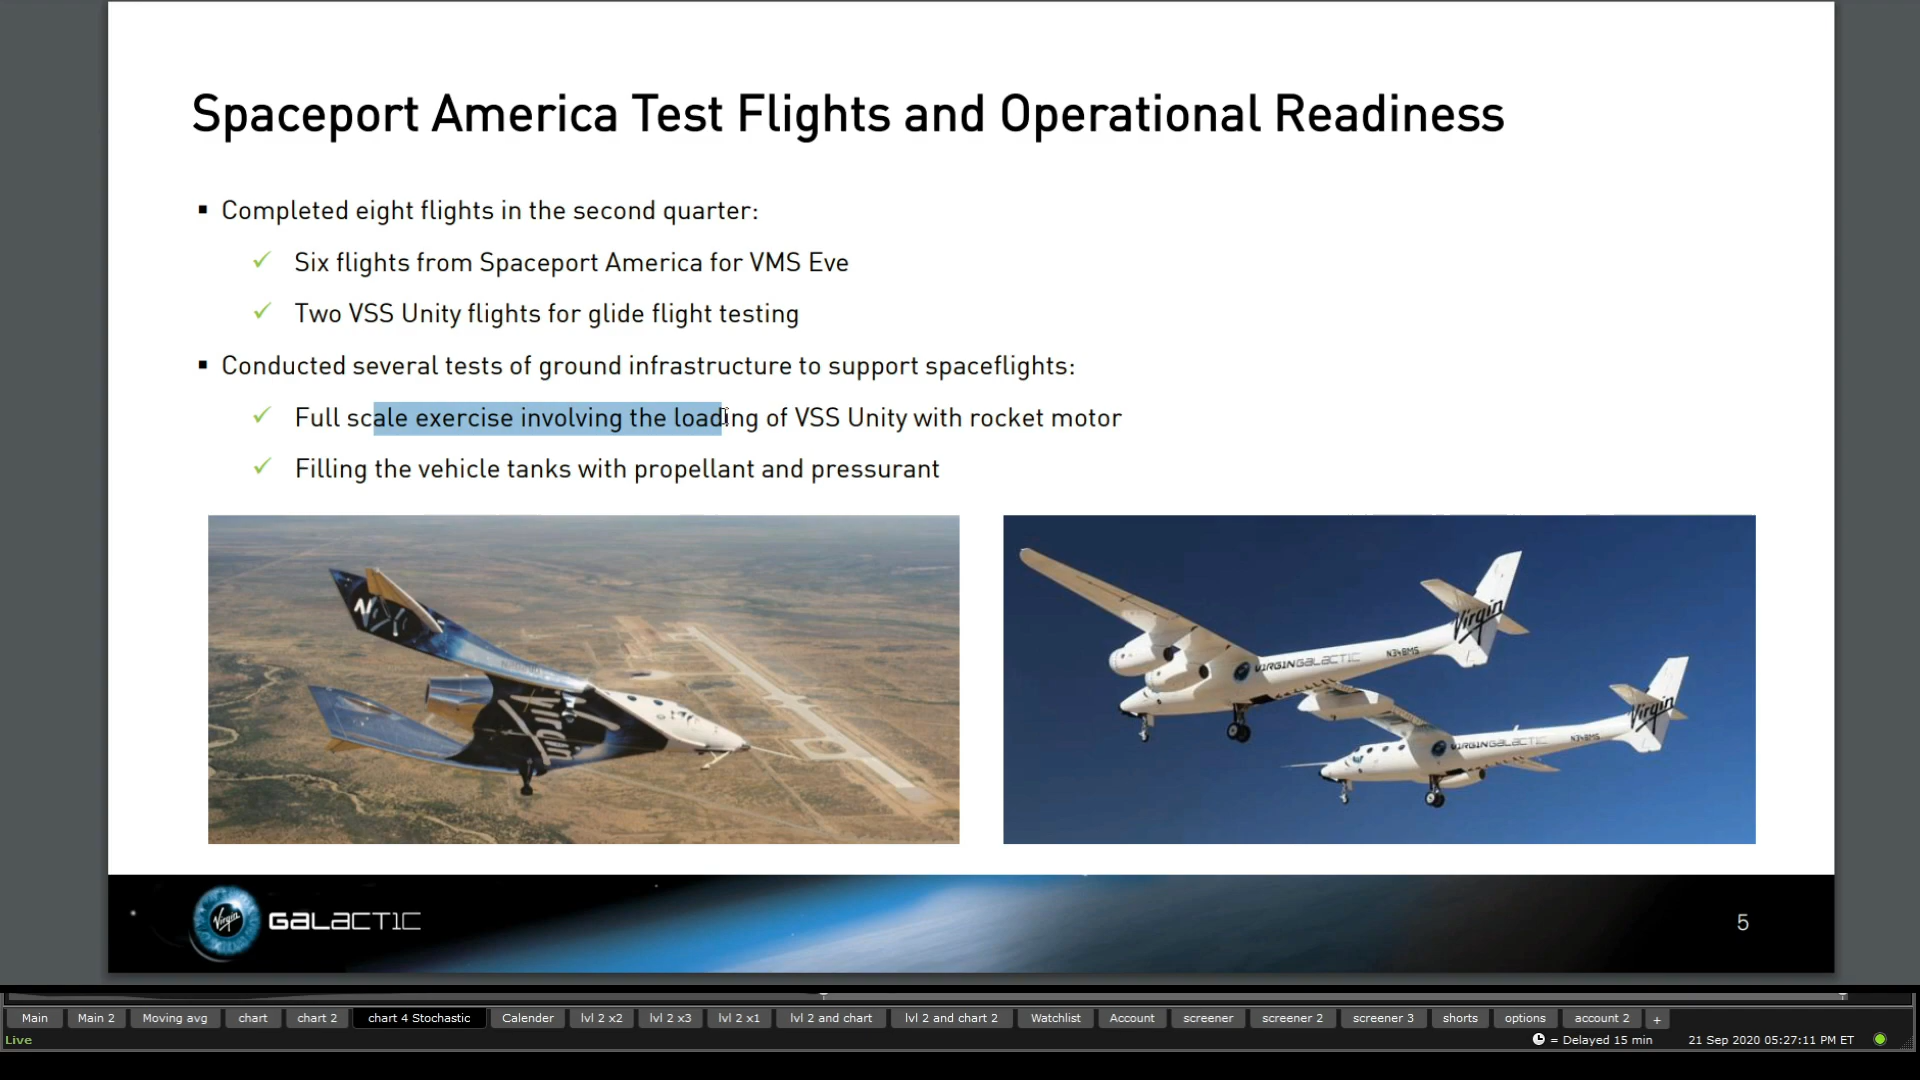 Spaceport America Test Flights and Operational Readiness
▪ Completed eight flights in the second quarter:
✓ Six flights from Spaceport America for VMS Eve
✓ Two VSS Unity flights for glide flight testing
▪ Conducted several tests of ground infrastructure to support spaceflights:
✓ Full scale exercise involving the loading of VSS Unity with rocket motor
✓ Filling the vehicle tanks with propellant and pressurant
Virgin
Virgin
VIRGIN GALACTIC
N348MS
Virgin
VIRGIN GALACTIC
N348MS
Virgin
GALACTIC
5
Main
Main 2
Moving avg
chart
chart 2
chart 4 Stochastic
Calender
lvl 2 x2
lvl 2 x3
lvl 2 x1
lvl 2 and chart
lvl 2 and chart 2
Watchlist
Account
screener
screener 2
screener 3
shorts
options
account 2
+
Live
= Delayed 15 min
21 Sep 2020 05:27:11 PM ET